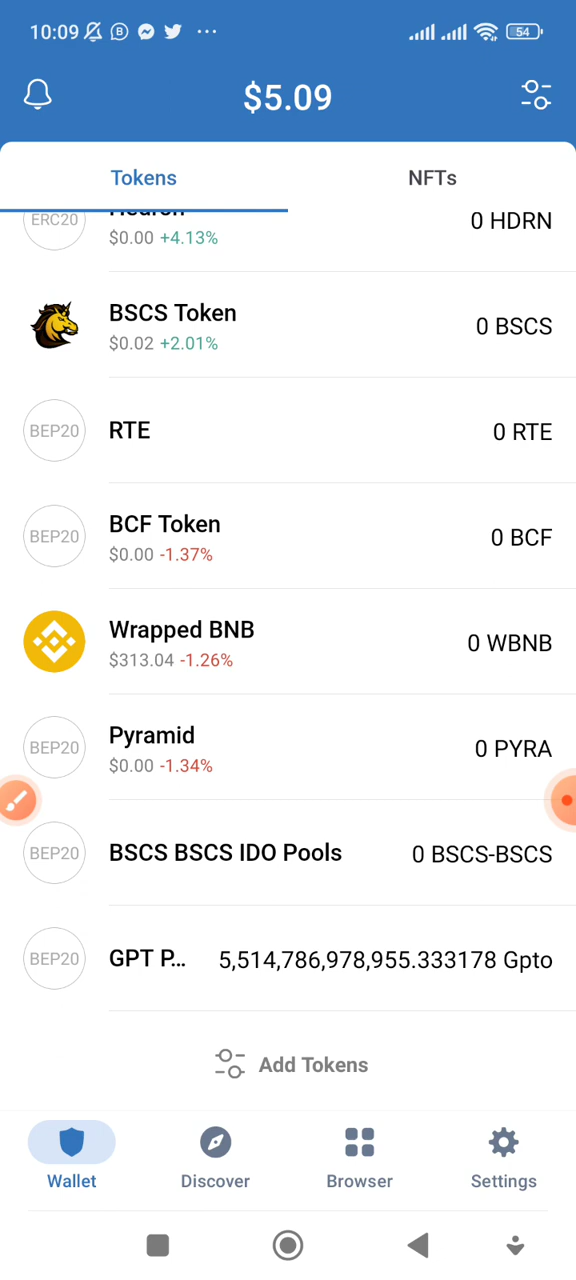 10:09 54
$5.09
Tokens NFTs
ERC20 Hedron 0 HDRN
$0.00 +4.13%
BSCS Token 0 BSCS
$0.02 +2.01%
BEP20 RTE 0 RTE
BEP20 BCF Token 0 BCF
$0.00 -1.37%
Wrapped BNB 0 WBNB
$313.04 -1.26%
BEP20 Pyramid 0 PYRA
$0.00 -1.34%
BEP20 BSCS BSCS IDO Pools 0 BSCS-BSCS
BEP20 GPT P... 5,514,786,978,955.333178 Gpto
Add Tokens
Wallet Discover Browser Settings